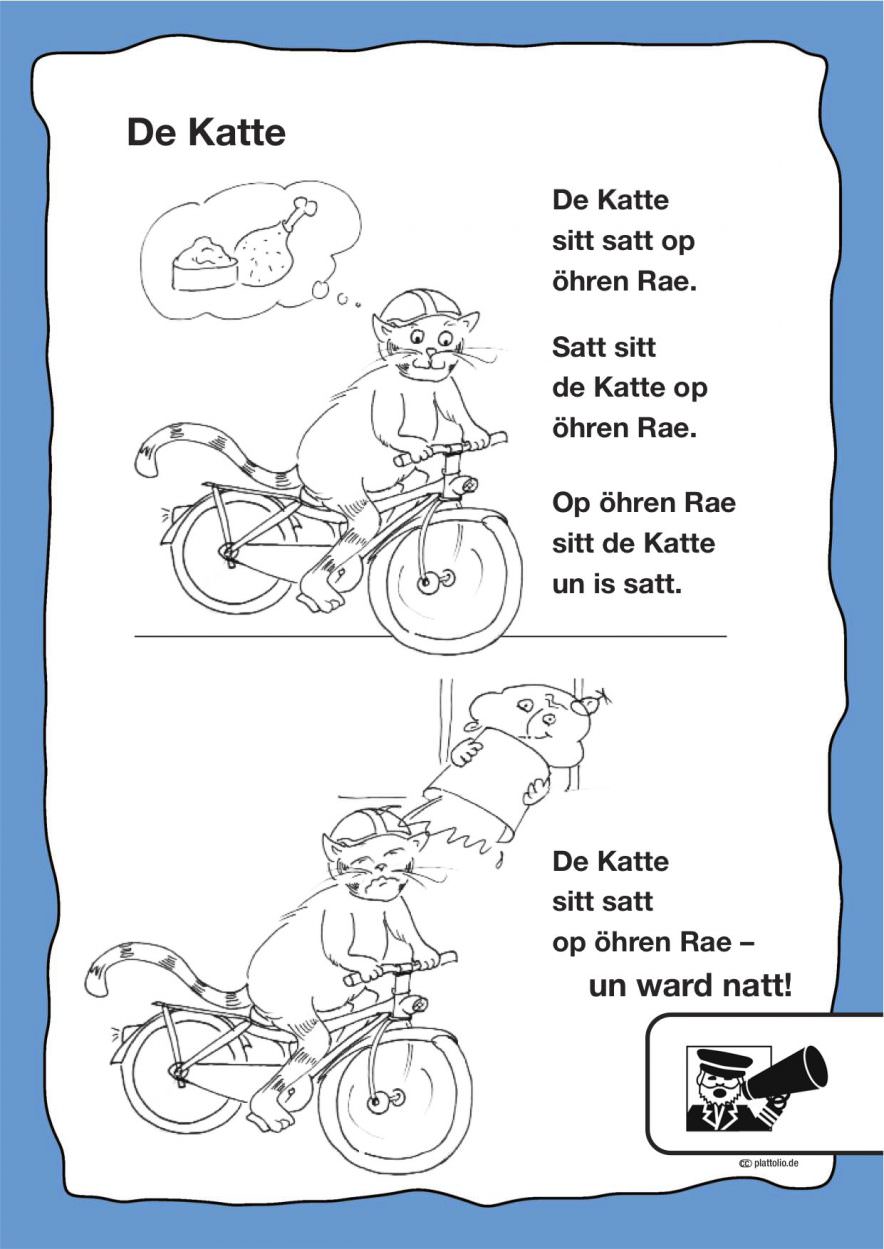 De Katte
De Katte
sitt satt op
öhren Rae.
Satt sitt
de Katte op
öhren Rae.
Op öhren Rae
sitt de Katte
un is satt.
De Katte
sitt satt
op öhren Rae –
un ward natt!
cc plattolio.de